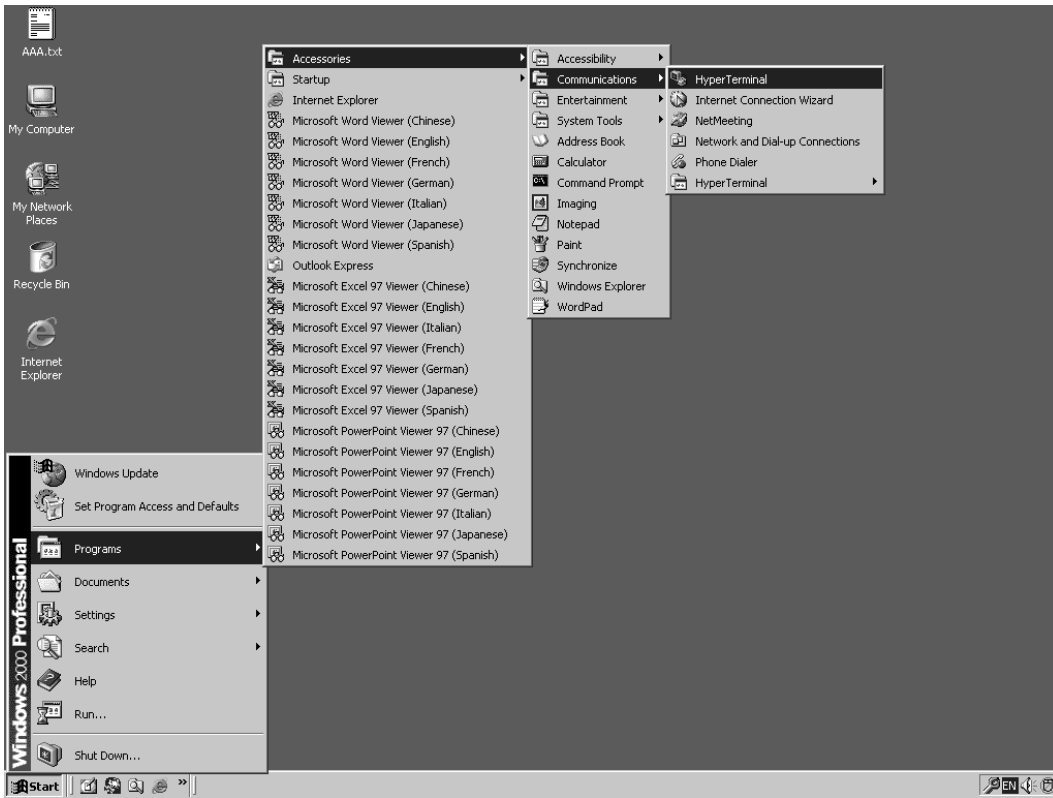 AAA.txt
My Computer
My Network
Places
Recycle Bin
Internet
Explorer
Windows 2000 Professional
Windows Update
Set Program Access and Defaults
Programs
Documents
Settings
Search
Help
Run...
Shut Down...
Accessories
Startup
Internet Explorer
Microsoft Word Viewer (Chinese)
Microsoft Word Viewer (English)
Microsoft Word Viewer (French)
Microsoft Word Viewer (German)
Microsoft Word Viewer (Italian)
Microsoft Word Viewer (Japanese)
Microsoft Word Viewer (Spanish)
Outlook Express
Microsoft Excel 97 Viewer (Chinese)
Microsoft Excel 97 Viewer (English)
Microsoft Excel 97 Viewer (Italian)
Microsoft Excel 97 Viewer (French)
Microsoft Excel 97 Viewer (German)
Microsoft Excel 97 Viewer (Japanese)
Microsoft Excel 97 Viewer (Spanish)
Microsoft PowerPoint Viewer 97 (Chinese)
Microsoft PowerPoint Viewer 97 (English)
Microsoft PowerPoint Viewer 97 (French)
Microsoft PowerPoint Viewer 97 (German)
Microsoft PowerPoint Viewer 97 (Italian)
Microsoft PowerPoint Viewer 97 (Japanese)
Microsoft PowerPoint Viewer 97 (Spanish)
Accessibility
Communications
Entertainment
System Tools
Address Book
Calculator
Command Prompt
Imaging
Notepad
Paint
Synchronize
Windows Explorer
WordPad
HyperTerminal
Internet Connection Wizard
NetMeeting
Network and Dial-up Connections
Phone Dialer
HyperTerminal
Start
»
EN